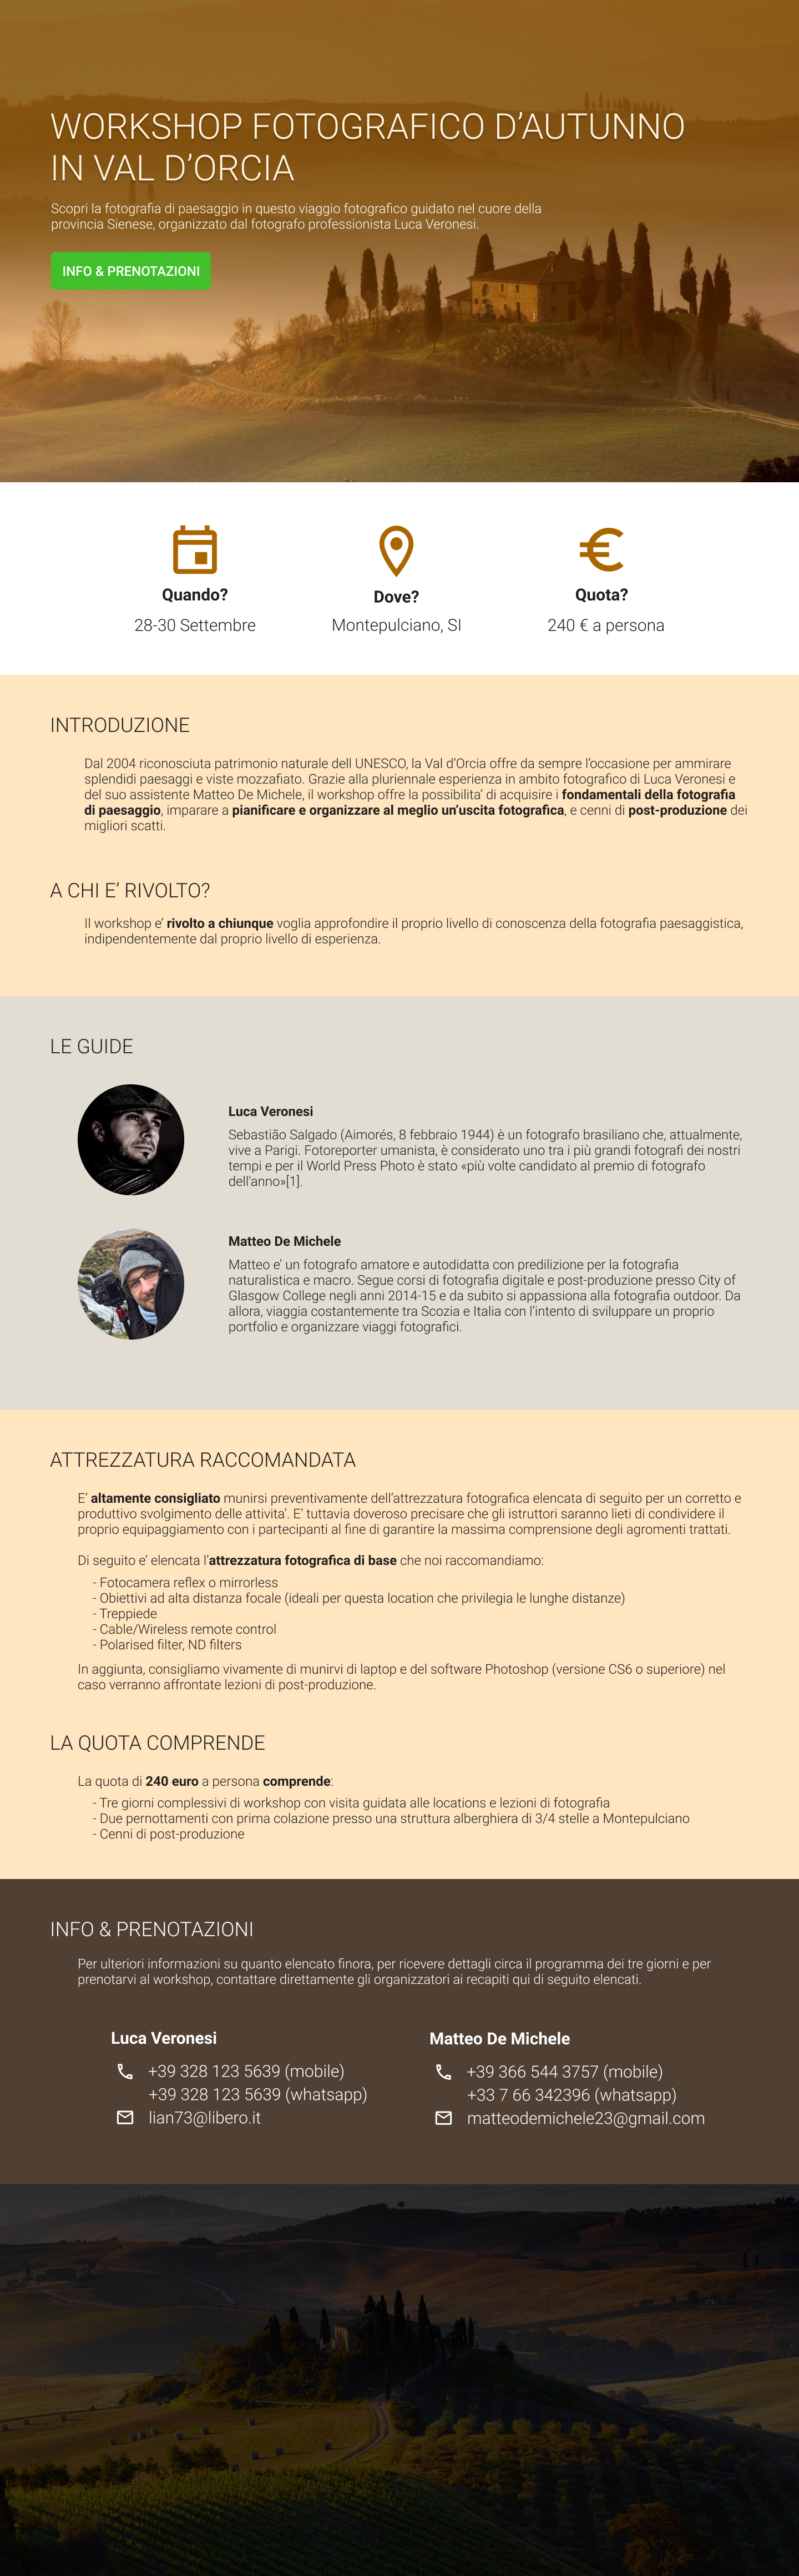 WORKSHOP FOTOGRAFICO D’AUTUNNO
IN VAL D’ORCIA
Scopri la fotografia di paesaggio in questo viaggio fotografico guidato nel cuore della
provincia Sienese, organizzato dal fotografo professionista Luca Veronesi.
INFO & PRENOTAZIONI
Quando?
28-30 Settembre
Dove?
Montepulciano, SI
Quota?
240 € a persona
INTRODUZIONE
Dal 2004 riconosciuta patrimonio naturale dell UNESCO, la Val d’Orcia offre da sempre l’occasione per ammirare
splendidi paesaggi e viste mozzafiato. Grazie alla pluriennale esperienza in ambito fotografico di Luca Veronesi e
del suo assistente Matteo De Michele, il workshop offre la possibilita’ di acquisire i fondamentali della fotografia
di paesaggio, imparare a pianificare e organizzare al meglio un’uscita fotografica, e cenni di post-produzione dei
migliori scatti.
A CHI E’ RIVOLTO?
Il workshop e’ rivolto a chiunque voglia approfondire il proprio livello di conoscenza della fotografia paesaggistica,
indipendentemente dal proprio livello di esperienza.
LE GUIDE
Luca Veronesi
Sebastião Salgado (Aimorés, 8 febbraio 1944) è un fotografo brasiliano che, attualmente,
vive a Parigi. Fotoreporter umanista, è considerato uno tra i più grandi fotografi dei nostri
tempi e per il World Press Photo è stato «più volte candidato al premio di fotografo
dell'anno»[1].
Matteo De Michele
Matteo e’ un fotografo amatore e autodidatta con predilizione per la fotografia
naturalistica e macro. Segue corsi di fotografia digitale e post-produzione presso City of
Glasgow College negli anni 2014-15 e da subito si appassiona alla fotografia outdoor. Da
allora, viaggia costantemente tra Scozia e Italia con l’intento di sviluppare un proprio
portfolio e organizzare viaggi fotografici.
ATTREZZATURA RACCOMANDATA
E’ altamente consigliato munirsi preventivamente dell’attrezzatura fotografica elencata di seguito per un corretto e
produttivo svolgimento delle attivita’. E’ tuttavia doveroso precisare che gli istruttori saranno lieti di condividere il
proprio equipaggiamento con i partecipanti al fine di garantire la massima comprensione degli agromenti trattati.
Di seguito e’ elencata l’attrezzatura fotografica di base che noi raccomandiamo:
- Fotocamera reflex o mirrorless
- Obiettivi ad alta distanza focale (ideali per questa location che privilegia le lunghe distanze)
- Treppiede
- Cable/Wireless remote control
- Polarised filter, ND filters
In aggiunta, consigliamo vivamente di munirvi di laptop e del software Photoshop (versione CS6 o superiore) nel
caso verranno affrontate lezioni di post-produzione.
LA QUOTA COMPRENDE
La quota di 240 euro a persona comprende:
- Tre giorni complessivi di workshop con visita guidata alle locations e lezioni di fotografia
- Due pernottamenti con prima colazione presso una struttura alberghiera di 3/4 stelle a Montepulciano
- Cenni di post-produzione
INFO & PRENOTAZIONI
Per ulteriori informazioni su quanto elencato finora, per ricevere dettagli circa il programma dei tre giorni e per
prenotarvi al workshop, contattare direttamente gli organizzatori ai recapiti qui di seguito elencati.
Luca Veronesi
+39 328 123 5639 (mobile)
+39 328 123 5639 (whatsapp)
lian73@libero.it
Matteo De Michele
+39 366 544 3757 (mobile)
+33 7 66 342396 (whatsapp)
matteodemichele23@gmail.com